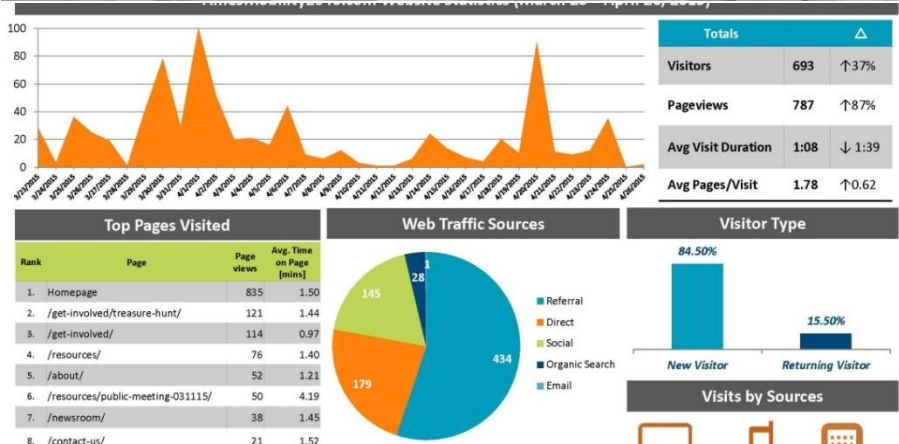 100
80
60
40
20
0
3/23/2015 3/24/2015 3/25/2015 3/26/2015 3/27/2015 3/28/2015 3/29/2015 3/30/2015 3/31/2015 4/1/2015 4/2/2015 4/3/2015 4/4/2015 4/5/2015 4/6/2015 4/7/2015 4/8/2015 4/9/2015 4/10/2015 4/11/2015 4/12/2015 4/13/2015 4/14/2015 4/15/2015 4/16/2015 4/17/2015 4/18/2015 4/19/2015 4/20/2015 4/21/2015 4/22/2015 4/23/2015 4/24/2015 4/25/2015 4/26/2015
Totals △
Visitors 693 ↑37%
Pageviews 787 ↑87%
Avg Visit Duration 1:08 ↓ 1:39
Avg Pages/Visit 1.78 ↑0.62
Top Pages Visited
Rank Page Page views Avg. Time on Page [mins]
1. Homepage 835 1.50
2. /get-involved/treasure-hunt/ 121 1.44
3. /get-involved/ 114 0.97
4. /resources/ 76 1.40
5. /about/ 52 1.21
6. /resources/public-meeting-031115/ 50 4.19
7. /newsroom/ 38 1.45
8. /contact-us/ 21 1.52
Web Traffic Sources
1
28
145
434
179
Referral
Direct
Social
Organic Search
Email
Visitor Type
84.50%
15.50%
New Visitor Returning Visitor
Visits by Sources